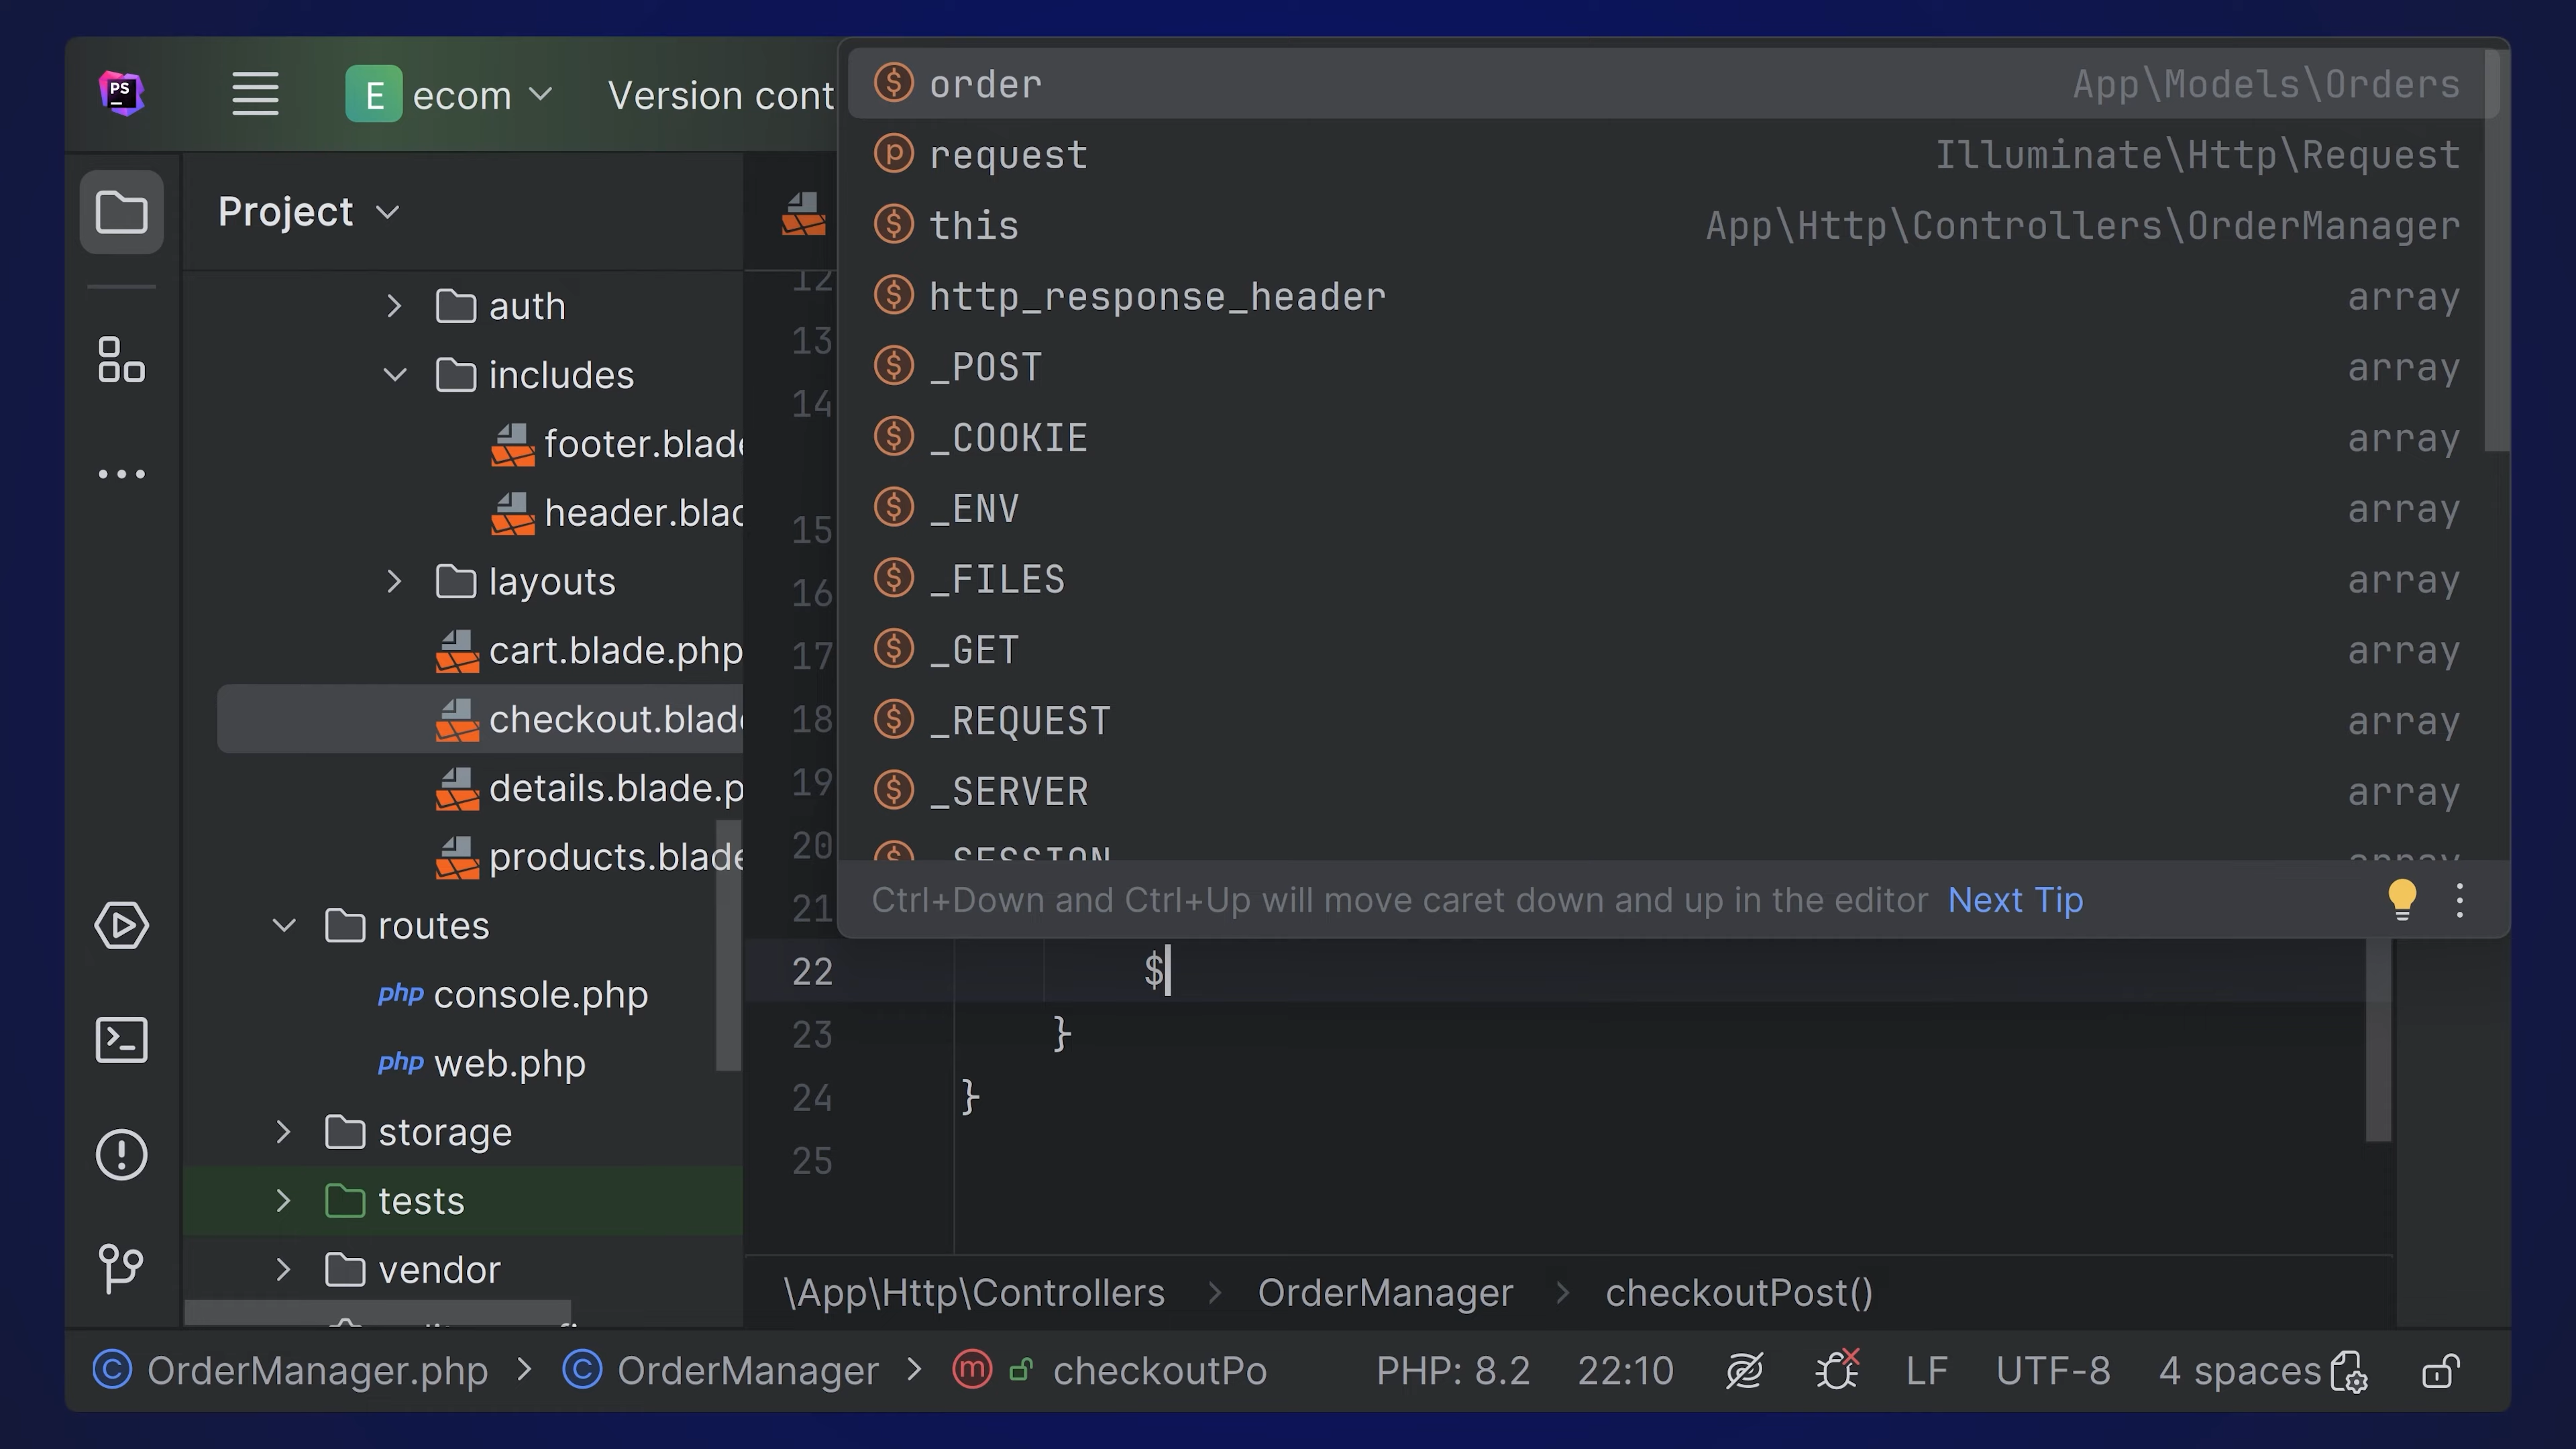 PS
E ecom
Version cont
Project
auth
includes
footer.blade
header.blad
layouts
cart.blade.php
checkout.blade
details.blade.p
products.blade
routes
php console.php
php web.php
storage
tests
vendor
12
13
14
15
16
17
18
19
20
21
22
23
24
25
$ order App\Models\Orders
p request Illuminate\Http\Request
$ this App\Http\Controllers\OrderManager
$ http_response_header array
$ _POST array
$ _COOKIE array
$ _ENV array
$ _FILES array
$ _GET array
$ _REQUEST array
$ _SERVER array
$ _SESSION array
Ctrl+Down and Ctrl+Up will move caret down and up in the editor Next Tip
$
}
}
\App\Http\Controllers > OrderManager > checkoutPost()
C OrderManager.php > C OrderManager > m checkoutPo
PHP: 8.2 22:10 LF UTF-8 4 spaces